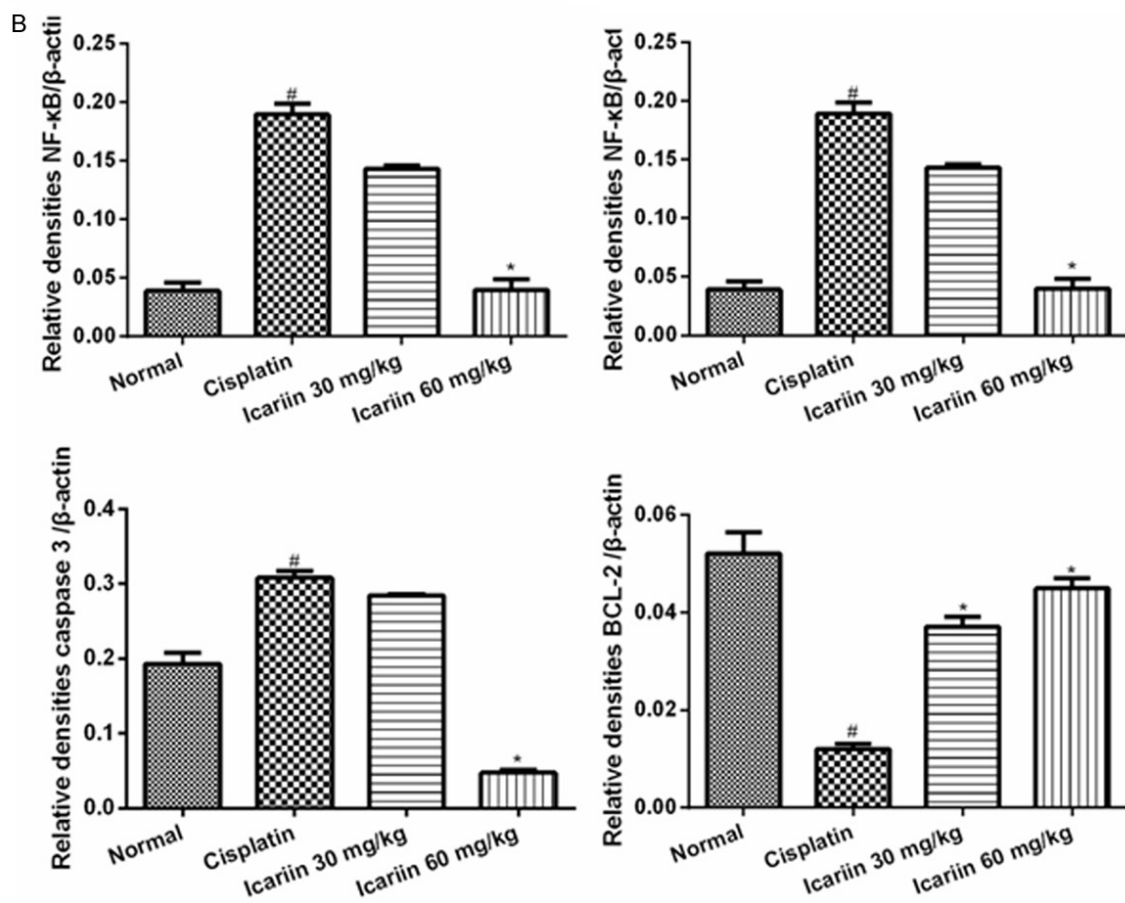 B
Relative densities NF-κB/β-actin
0.25
0.20
0.15
0.10
0.05
0.00
#
*
Normal
Cisplatin
Icariin 30 mg/kg
Icariin 60 mg/kg
Relative densities NF-κB/β-act
0.25
0.20
0.15
0.10
0.05
0.00
#
*
Normal
Cisplatin
Icariin 30 mg/kg
Icariin 60 mg/kg
Relative densities caspase 3 /β-actin
0.4
0.3
0.2
0.1
0.0
#
*
Normal
Cisplatin
Icariin 30 mg/kg
Icariin 60 mg/kg
Relative densities BCL-2 /β-actin
0.06
0.04
0.02
0.00
#
*
*
Normal
Cisplatin
Icariin 30 mg/kg
Icariin 60 mg/kg